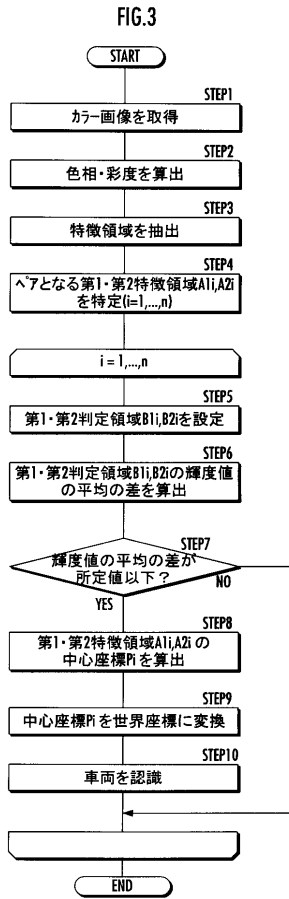 FIG.3
START
STEP1
カラー画像を取得
STEP2
色相・彩度を算出
STEP3
特徴領域を抽出
STEP4
ペアとなる第1・第2特徴領域A1i,A2i
を特定(i=1,...,n)
i = 1,...,n
STEP5
第1・第2判定領域B1i,B2iを設定
STEP6
第1・第2判定領域B1i,B2iの輝度値
の平均の差を算出
STEP7
輝度値の平均の差が
所定値以下？
NO
YES
STEP8
第1・第2特徴領域A1i,A2i の
中心座標Pi を算出
STEP9
中心座標Piを世界座標に変換
STEP10
車両を認識
END